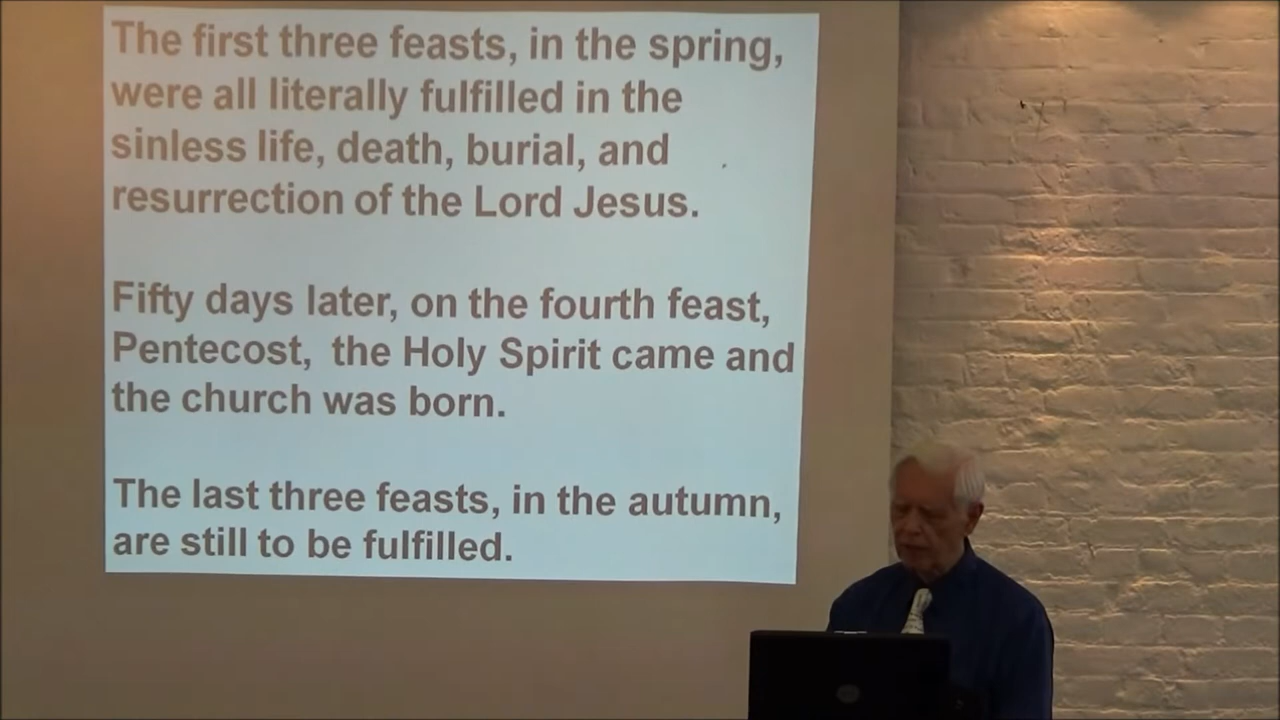 The first three feasts, in the spring,
were all literally fulfilled in the
sinless life, death, burial, and
resurrection of the Lord Jesus.
Fifty days later, on the fourth feast,
Pentecost, the Holy Spirit came and
the church was born.
The last three feasts, in the autumn,
are still to be fulfilled.